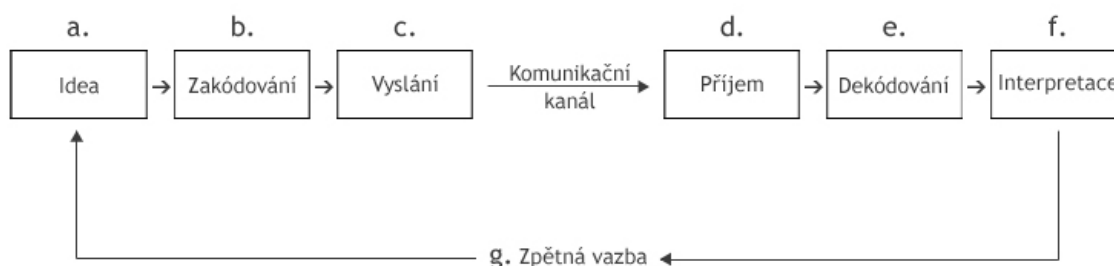 a.
b.
c.
d.
e.
f.
Idea
Zakódování
Vyslání
Komunikační
kanál
Příjem
Dekódování
Interpretace
g. Zpětná vazba